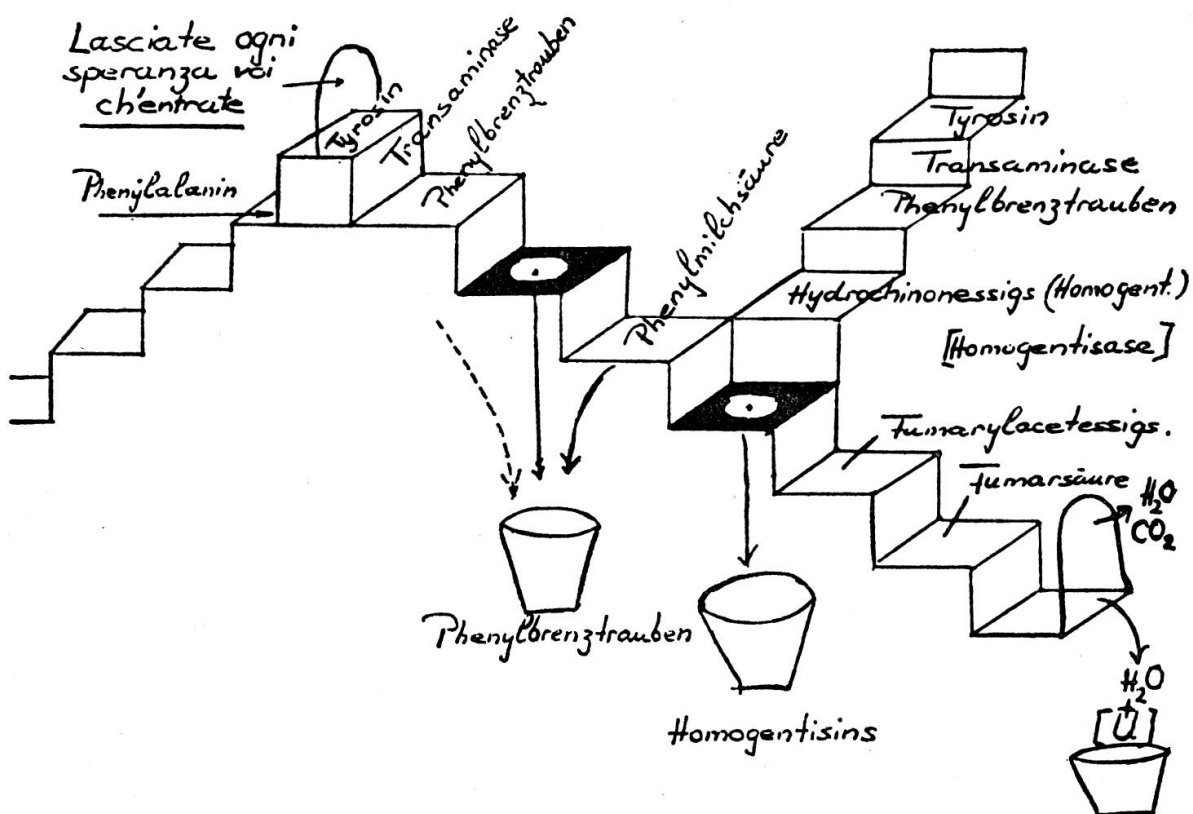 Lasciate ogni
speranza voi
ch'entrate
Phenylalanin
Tyrosin
Transaminase
Phenylbrenztrauben
Phenylmilchsäure
Tyrosin
Transaminase
Phenylbrenztrauben
Hydrochinonessigs (Homogent.)
[Homogentisase]
Fumarylacetessigs.
Fumarsäure
H₂O
CO₂
Phenylbrenztrauben
Homogentisins
H₂O
+
[Ü]